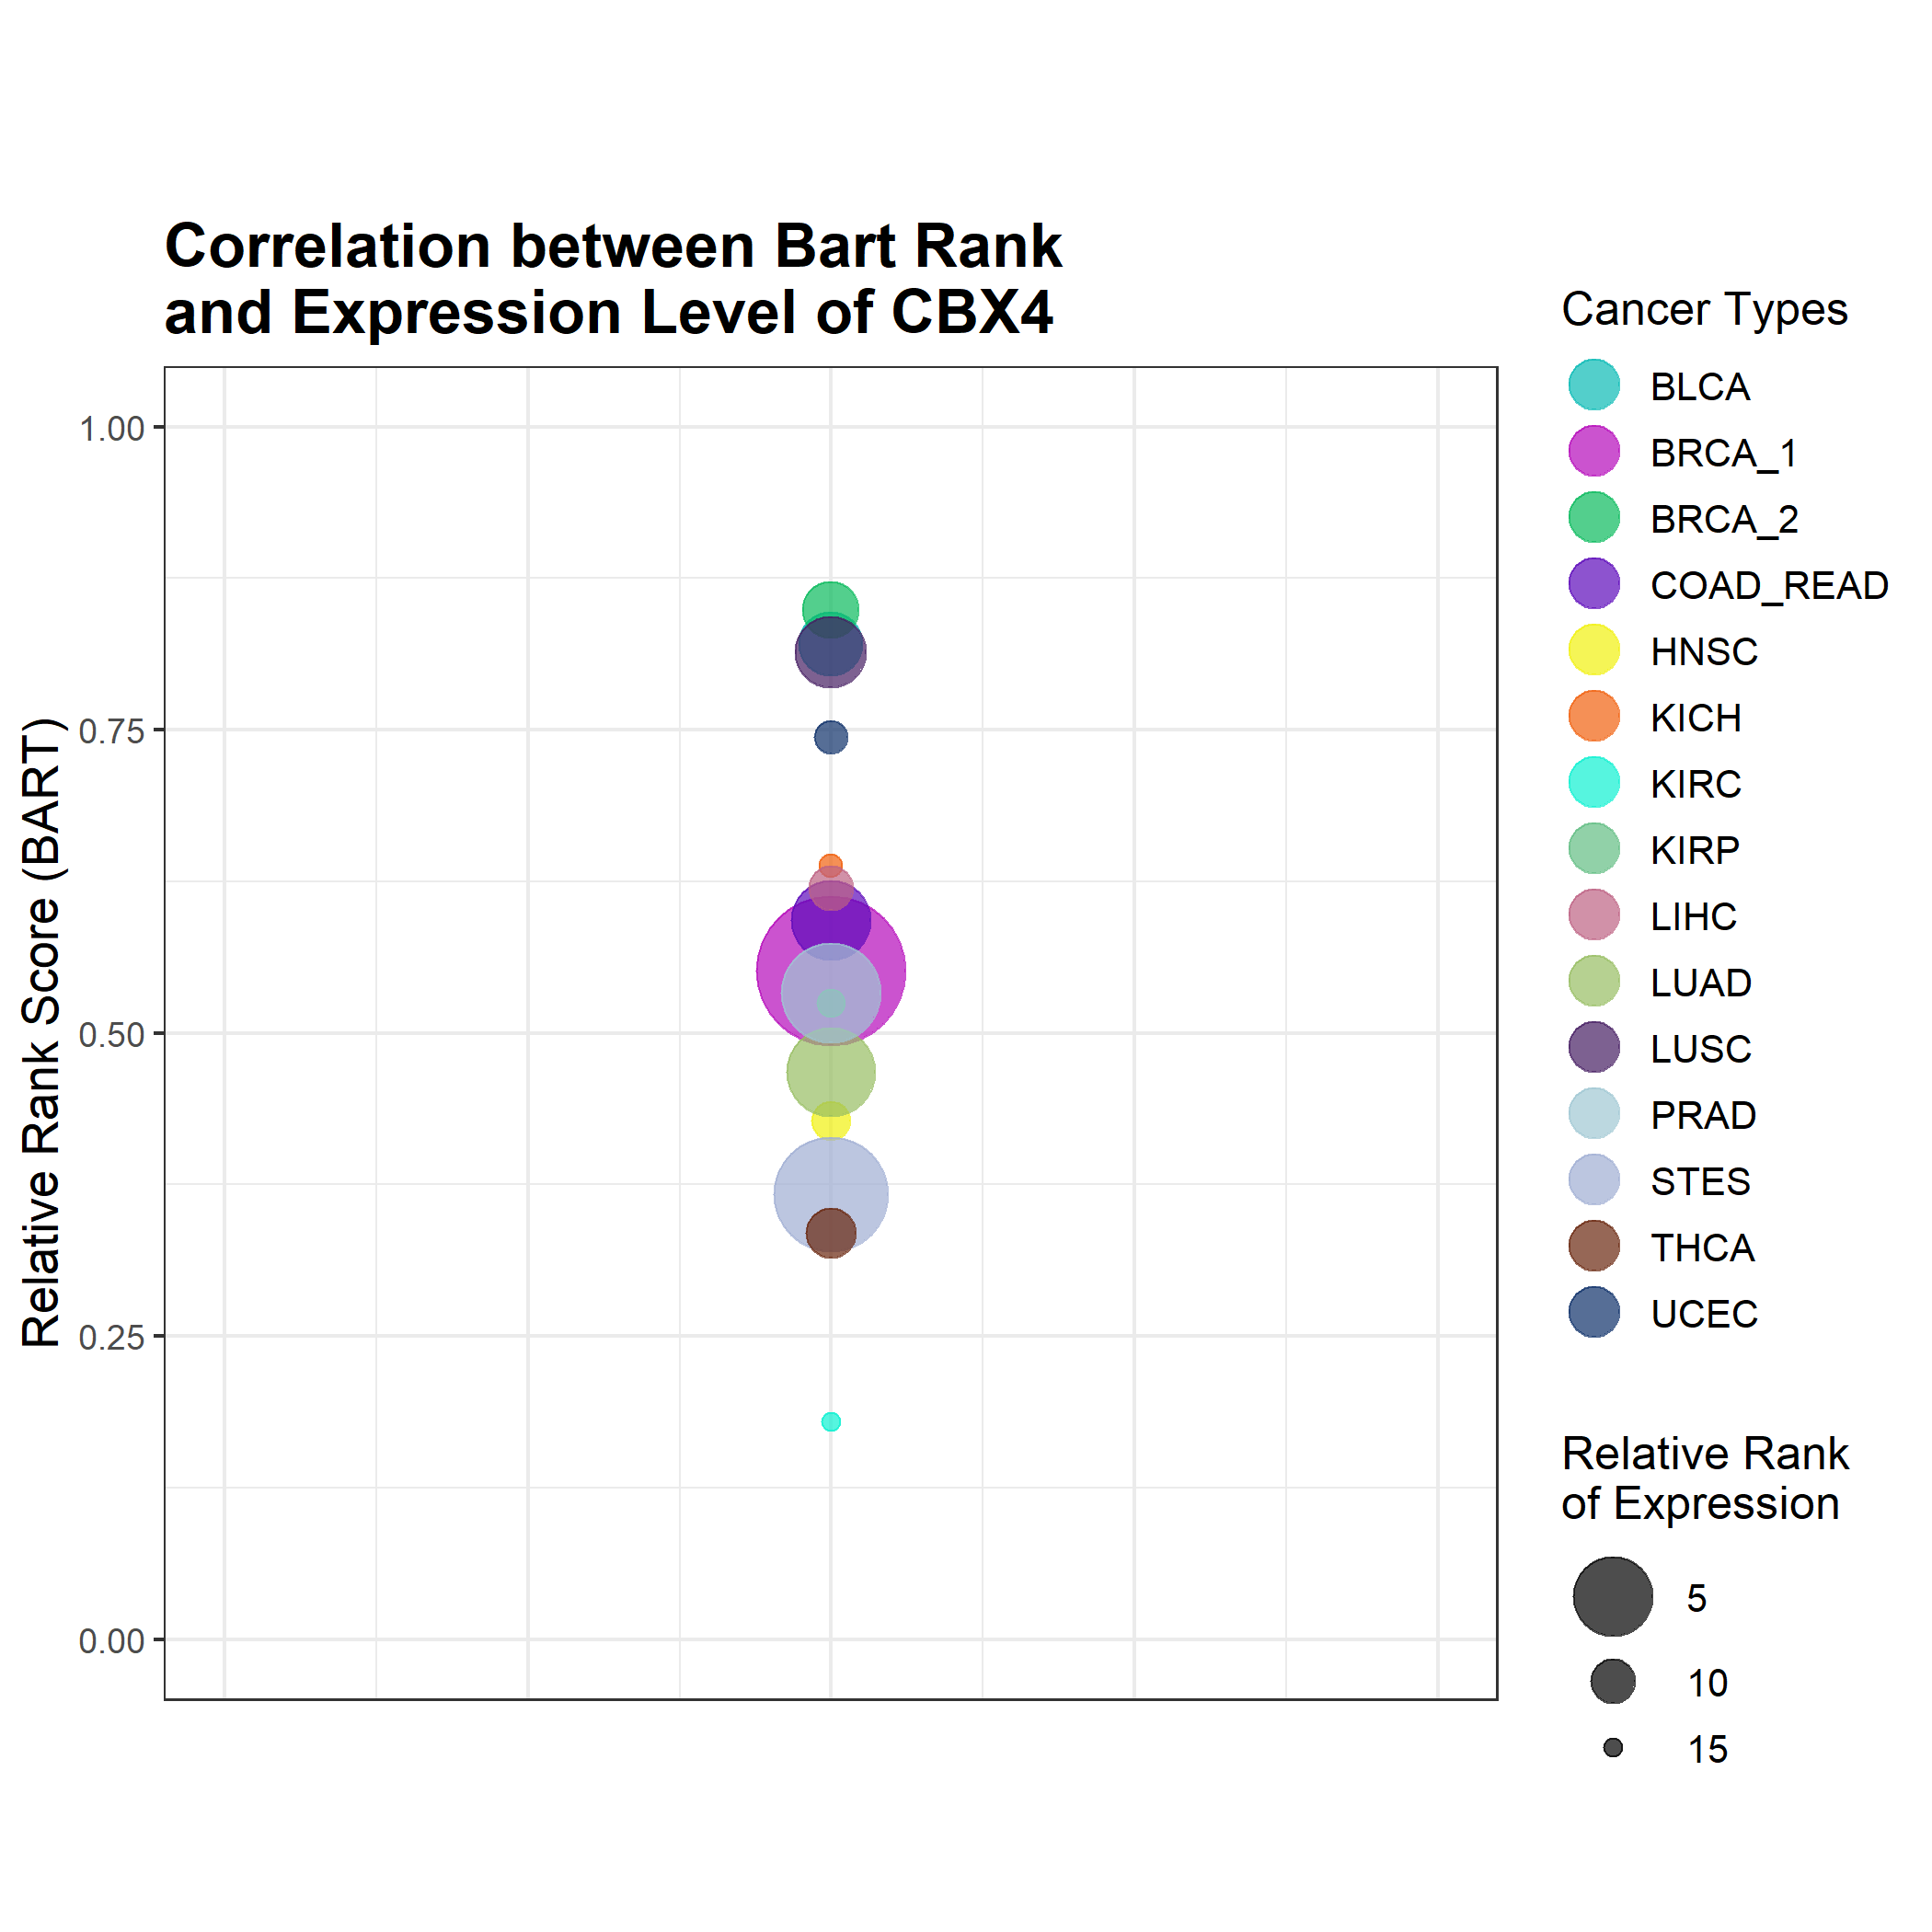 Correlation between Bart Rank
and Expression Level of CBX4
Relative Rank Score (BART)
1.00
0.75
0.50
0.25
0.00
Cancer Types
BLCA
BRCA_1
BRCA_2
COAD_READ
HNSC
KICH
KIRC
KIRP
LIHC
LUAD
LUSC
PRAD
STES
THCA
UCEC
Relative Rank
of Expression
5
10
15